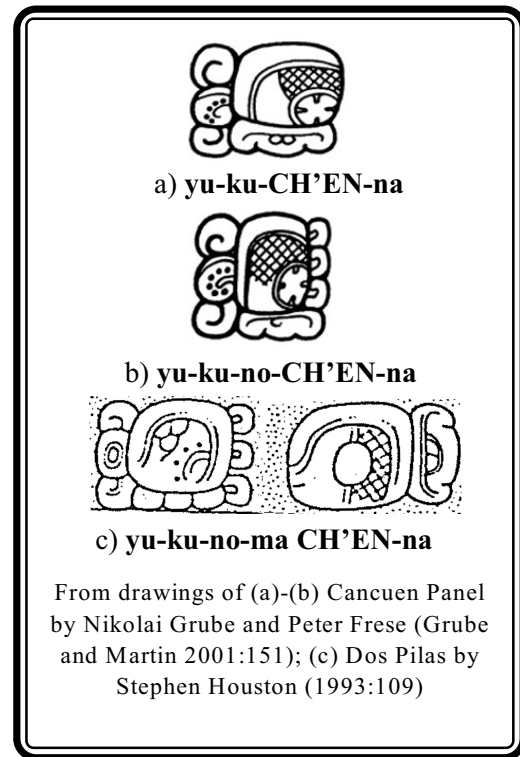 a) yu-ku-CH’EN-na
b) yu-ku-no-CH’EN-na
c) yu-ku-no-ma CH’EN-na
From drawings of (a)-(b) Cancuen Panel
by Nikolai Grube and Peter Frese (Grube
and Martin 2001:151); (c) Dos Pilas by
Stephen Houston (1993:109)